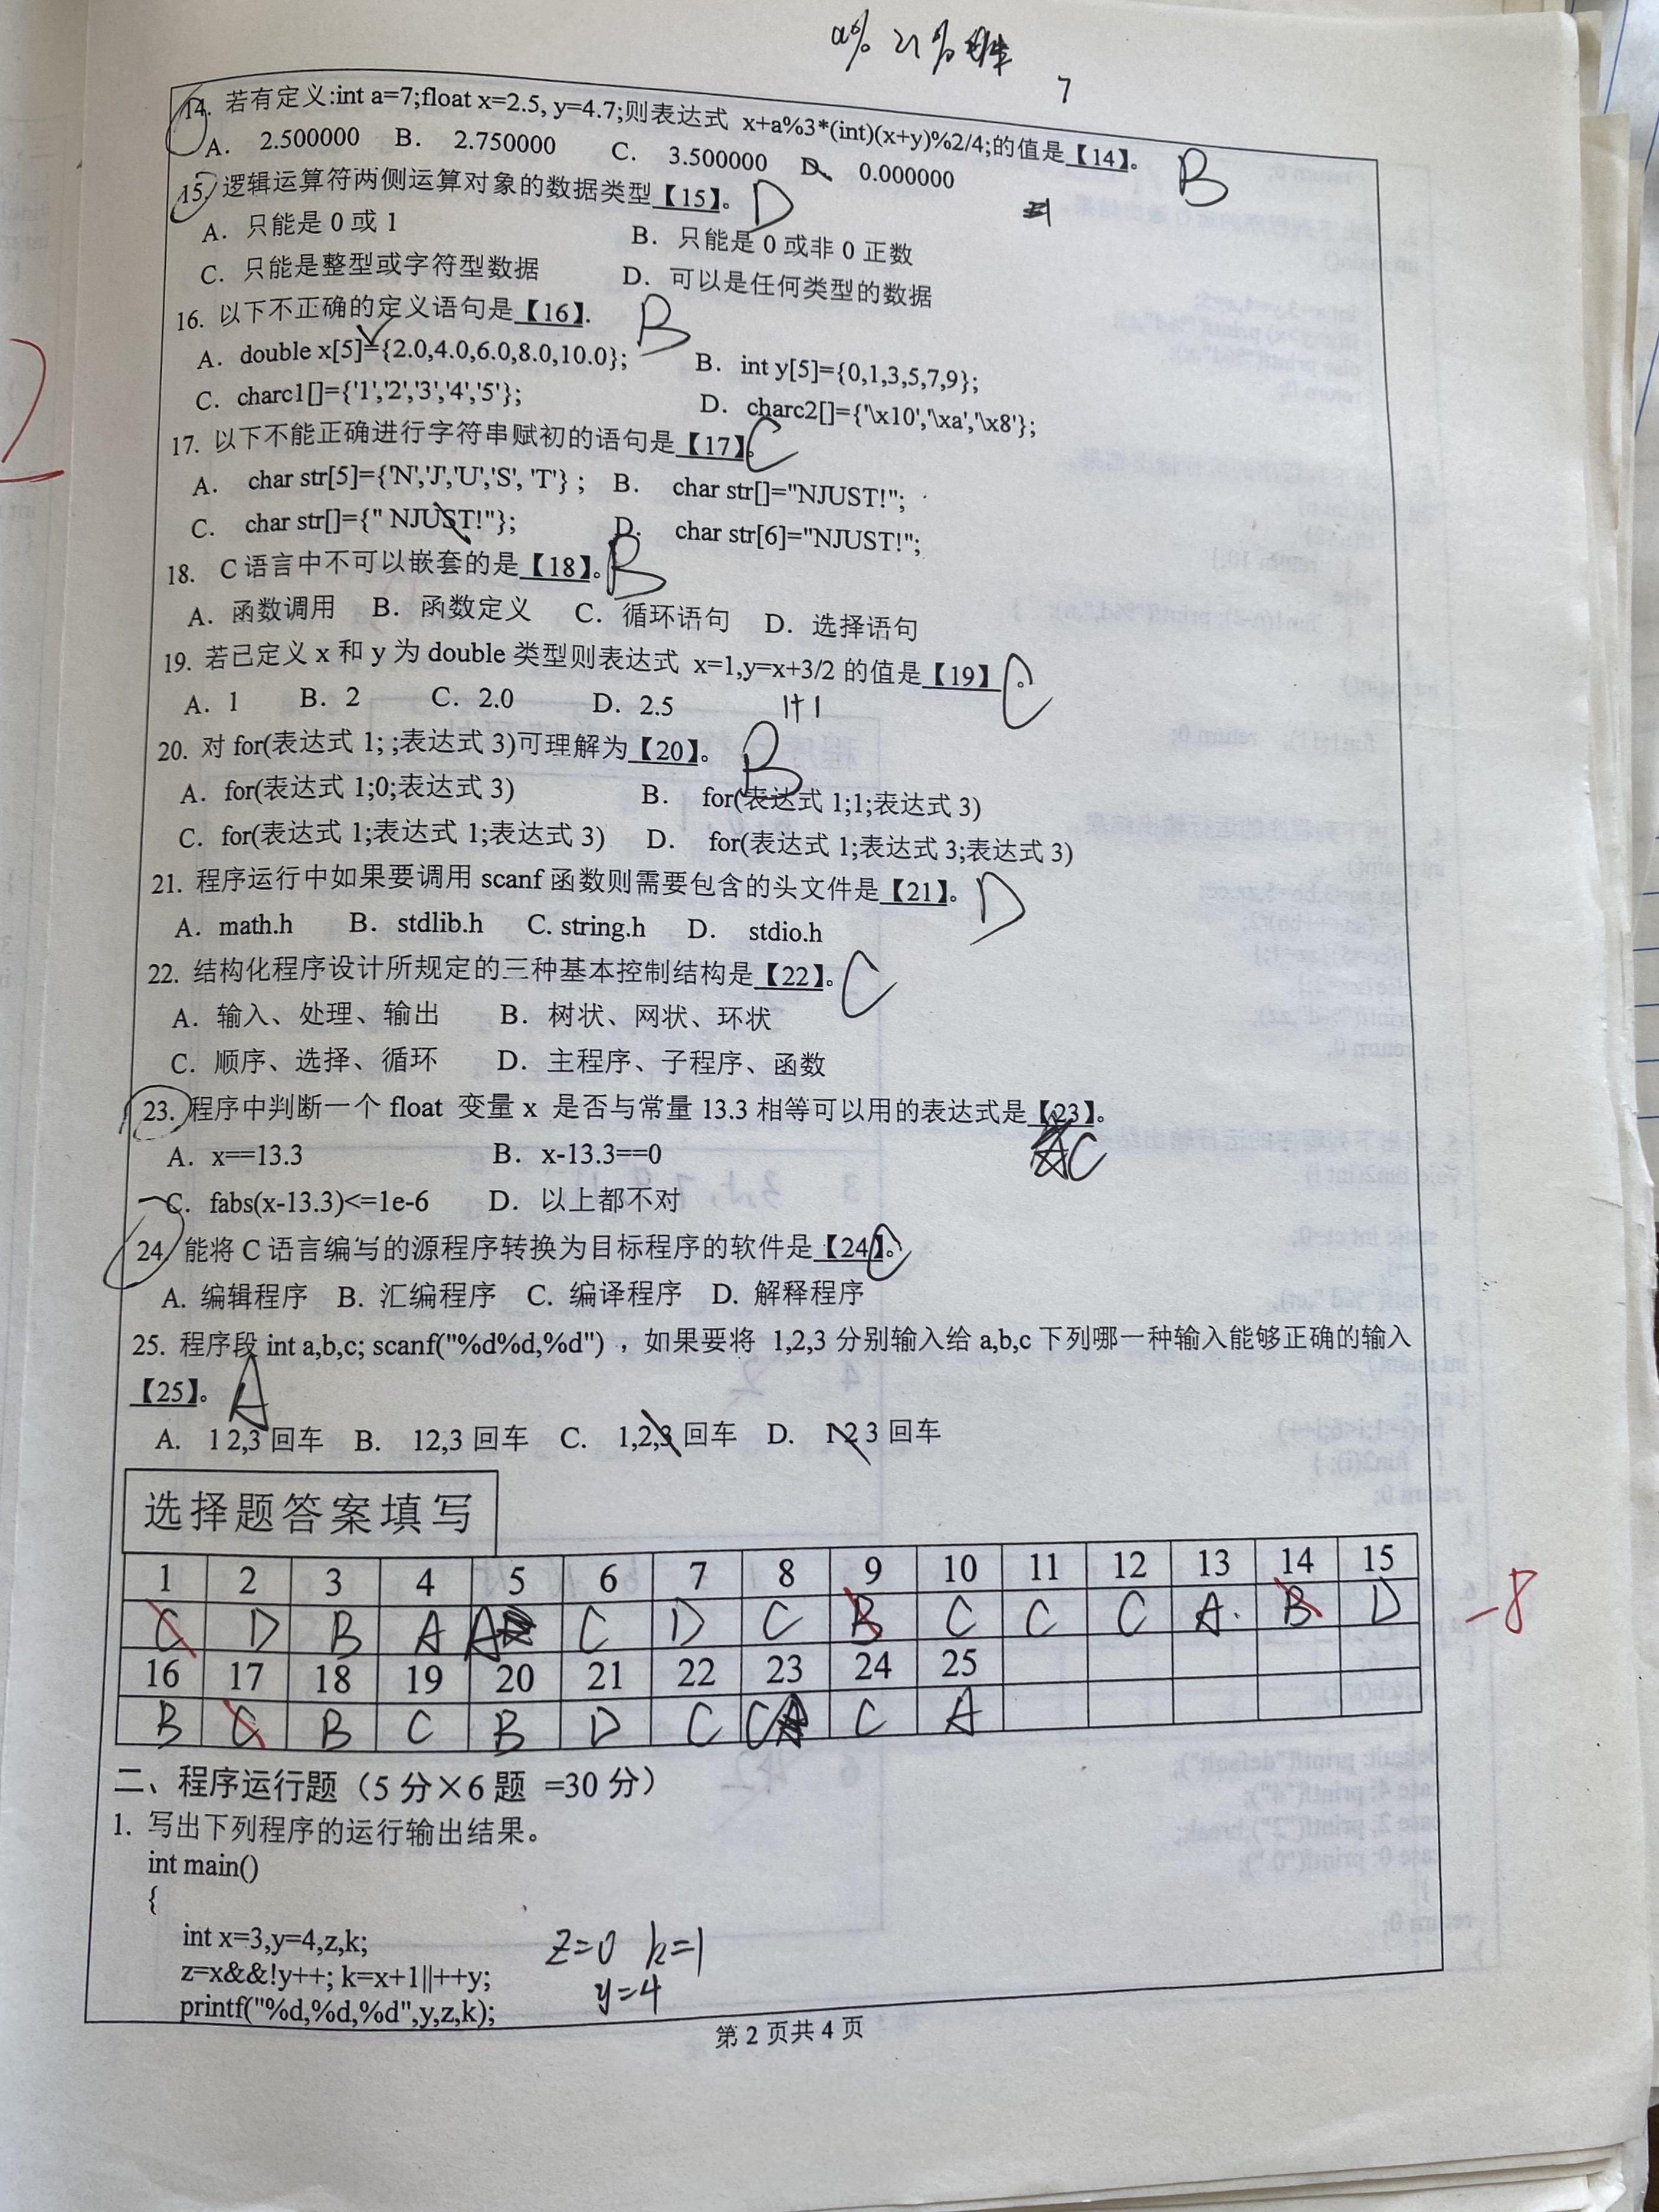 a% 21%
7
14. 若有定义:int a=7;float x=2.5, y=4.7;则表达式 x+a%3*(int)(x+y)%2/4;的值是【14】。 B
A. 2.500000 B. 2.750000 C. 3.500000 D. 0.000000
15. 逻辑运算符两侧运算对象的数据类型【15】。 D
A. 只能是 0 或 1 B. 只能是 0 或非 0 正数
C. 只能是整型或字符型数据 D. 可以是任何类型的数据
16. 以下不正确的定义语句是【16】. B
A. double x[5]={2.0,4.0,6.0,8.0,10.0}; B. int y[5]={0,1,3,5,7,9};
C. charc1[]={'1','2','3','4','5'}; D. charc2[]={'\x10','\xa','\x8'};
17. 以下不能正确进行字符串赋初的语句是【17】。 C
A. char str[5]={'N','J','U','S', 'T'} ; B. char str[]="NJUST!";
C. char str[]={" NJUST!"}; D. char str[6]="NJUST!";
18. C 语言中不可以嵌套的是【18】。 B
A. 函数调用 B. 函数定义 C. 循环语句 D. 选择语句
19. 若已定义 x 和 y 为 double 类型则表达式 x=1,y=x+3/2 的值是【19】。 C
A. 1 B. 2 C. 2.0 D. 2.5 1+1
20. 对 for(表达式 1; ;表达式 3)可理解为【20】。 B
A. for(表达式 1;0;表达式 3) B. for(表达式 1;1;表达式 3)
C. for(表达式 1;表达式 1;表达式 3) D. for(表达式 1;表达式 3;表达式 3)
21. 程序运行中如果要调用 scanf 函数则需要包含的头文件是【21】。 D
A. math.h B. stdlib.h C. string.h D. stdio.h
22. 结构化程序设计所规定的三种基本控制结构是【22】。 C
A. 输入、处理、输出 B. 树状、网状、环状
C. 顺序、选择、循环 D. 主程序、子程序、函数
23. 程序中判断一个 float 变量 x 是否与常量 13.3 相等可以用的表达式是【23】。
A. x==13.3 B. x-13.3==0 C
C. fabs(x-13.3)<=1e-6 D. 以上都不对
24. 能将 C 语言编写的源程序转换为目标程序的软件是【24】。 C
A. 编辑程序 B. 汇编程序 C. 编译程序 D. 解释程序
25. 程序段 int a,b,c; scanf("%d%d,%d") ，如果要将 1,2,3 分别输入给 a,b,c 下列哪一种输入能够正确的输入
【25】。 A
A. 1 2,3 回车 B. 12,3 回车 C. 1,2,3 回车 D. 1 2 3 回车
选择题答案填写
1 2 3 4 5 6 7 8 9 10 11 12 13 14 15
C D B A A C D C B C C C A. B D -8
16 17 18 19 20 21 22 23 24 25
B C B C B D C C C A
二、程序运行题（5 分×6 题 =30 分）
1. 写出下列程序的运行输出结果。
int main()
{
int x=3,y=4,z,k; z=0 k=1
z=x&&!y++; k=x+1||++y;
y=4
printf("%d,%d,%d",y,z,k);
第 2 页共 4 页